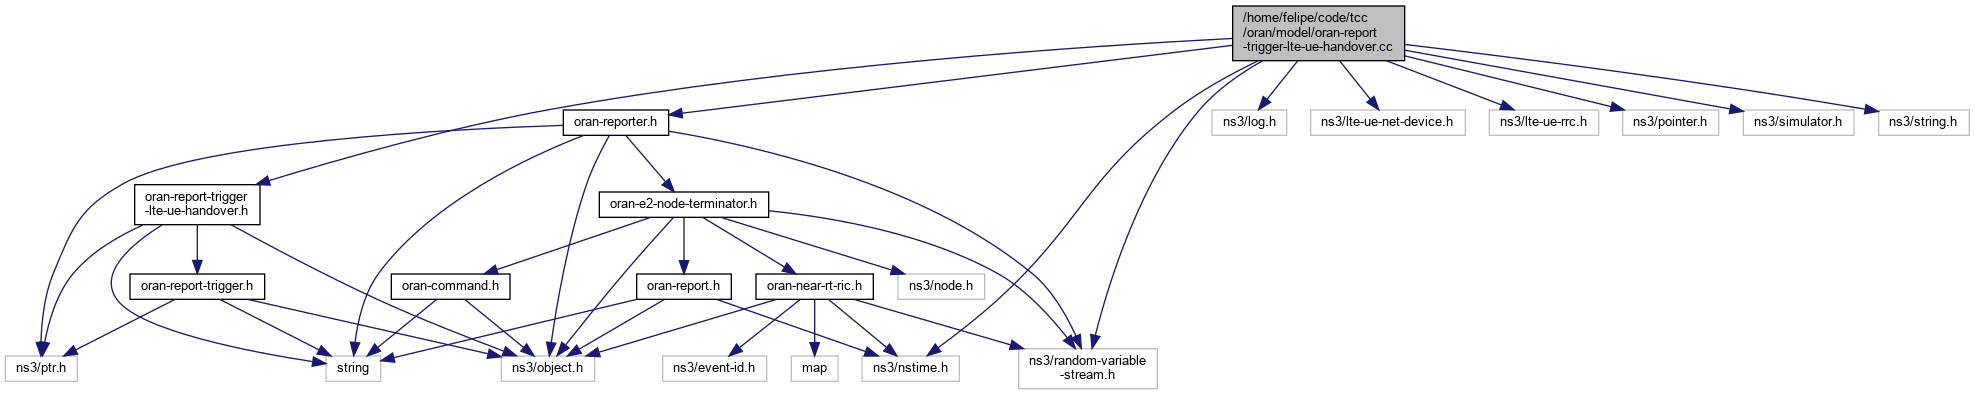 /home/felipe/code/tcc
/oran/model/oran-report
-trigger-lte-ue-handover.cc
oran-reporter.h
ns3/log.h
ns3/lte-ue-net-device.h
ns3/lte-ue-rrc.h
ns3/pointer.h
ns3/simulator.h
ns3/string.h
oran-report-trigger
-lte-ue-handover.h
oran-e2-node-terminator.h
oran-report-trigger.h
oran-command.h
oran-report.h
oran-near-rt-ric.h
ns3/node.h
ns3/ptr.h
string
ns3/object.h
ns3/event-id.h
map
ns3/nstime.h
ns3/random-variable
-stream.h